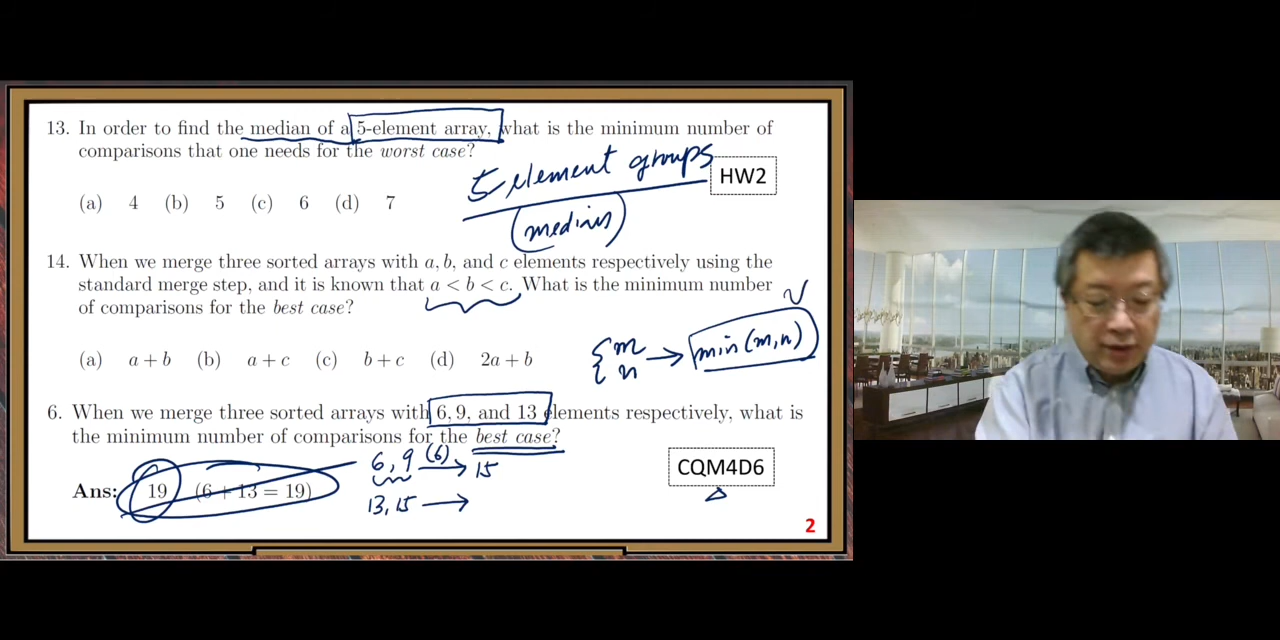 13. In order to find the median of a 5-element array, what is the minimum number of
comparisons that one needs for the worst case?
5 element groups
HW2
(a) 4 (b) 5 (c) 6 (d) 7
(medians)
14. When we merge three sorted arrays with a, b, and c elements respectively using the
standard merge step, and it is known that a < b < c. What is the minimum number
of comparisons for the best case?
(a) a + b (b) a + c (c) b + c (d) 2a + b
{ m
n → min(m,n)
6. When we merge three sorted arrays with 6, 9, and 13 elements respectively, what is
the minimum number of comparisons for the best case?
6, 9 (6) → 15
CQM4D6
Ans: 19 (6 + 13 = 19)
13, 15 →
2